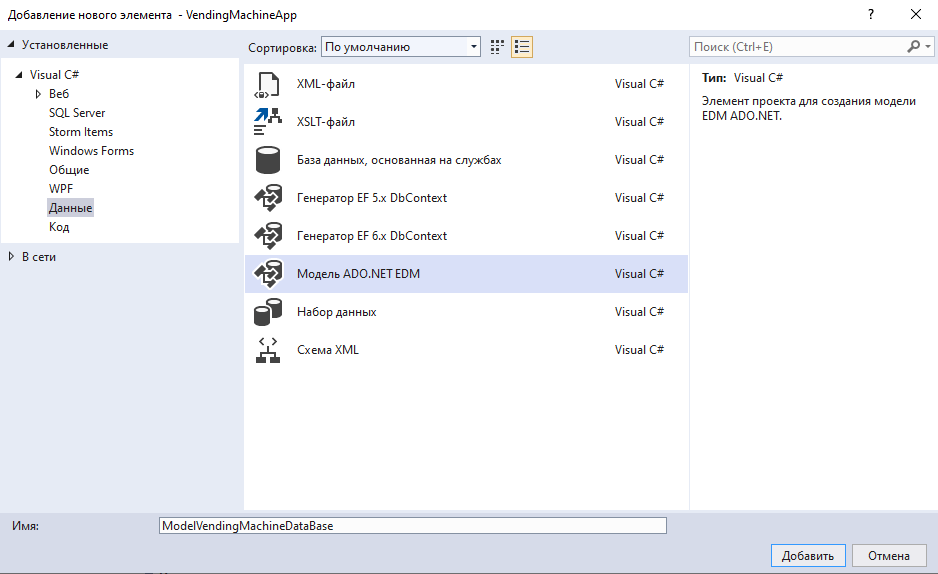 Добавление нового элемента - VendingMachineApp
?
Установленные
Сортировка: По умолчанию
Поиск (Ctrl+E)
Visual C#
Веб
SQL Server
Storm Items
Windows Forms
Общие
WPF
Данные
Код
В сети
XML-файл Visual C#
XSLT-файл Visual C#
База данных, основанная на службах Visual C#
Генератор EF 5.x DbContext Visual C#
Генератор EF 6.x DbContext Visual C#
Модель ADO.NET EDM Visual C#
Набор данных Visual C#
Схема XML Visual C#
Тип: Visual C#
Элемент проекта для создания модели
EDM ADO.NET.
Имя: ModelVendingMachineDataBase
Добавить Отмена